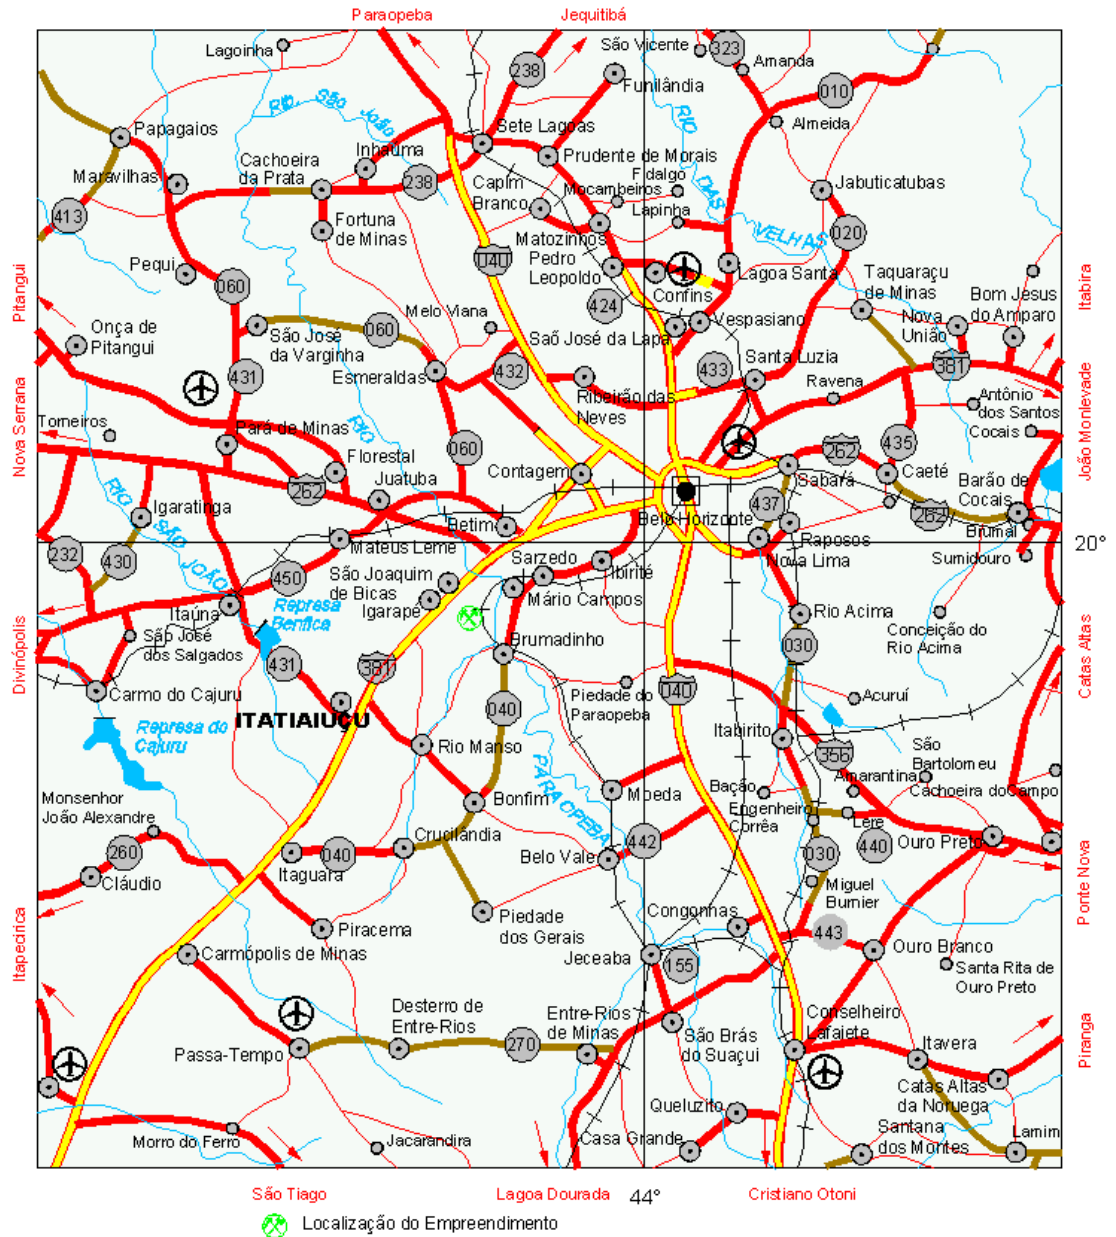 Paraopeba
Jequitibá
Lagoinha
São Vicente
323
Amanda
238
Funilândia
010
RIO SÃO JOÃO
Almeida
Papagaios
Sete Lagoas
RIO DAS VELHAS
Inhaúma
Prudente de Morais
Maravilhas
Cachoeira
da Prata
238
Capim
Branco
Fidalgo
Mocambeiros
Jabuticatubas
413
Fortuna
de Minas
Lapinha
020
Matozinhos
Pedro
Leopoldo
040
Pequi
Lagoa Santa
Taquaraçu
de Minas
Bom Jesus
do Amparo
Itabira
Pitangui
060
424
Confins
Onça de
Pitangui
São José
da Varginha
060
Melo Viana
Vespasiano
Nova
União
Saõ José da Lapa
431
Esmeraldas
432
433
Santa Luzia
381
Ribeirão das
Neves
Ravena
Antônio
dos Santos
Nova Serrana
João Monlevade
Torneiros
Pará de Minas
RIO
060
262
435
Cocais
Florestal
Contagem
Sabará
Caeté
Barão de
Cocais
262
Juatuba
Igaratinga
Betim
Belo Horizonte
437
262
RIO SÃO JOÃO
Raposos
Brumal
20°
232
430
Mateus Leme
Sarzedo
Nova Lima
Sumidouro
450
São Joaquim
de Bicas
Ibirité
Igarapé
Mário Campos
Itaúna
Represa
Benfica
Rio Acima
Conceição do
Rio Acima
São José
dos Salgados
Brumadinho
030
Divinópolis
Catas Altas
431
381
Carmo do Cajuru
040
Piedade do
Paraopeba
040
Acuruí
ITATIAIUÇU
Represa do
Cajuru
Rio Manso
Itabirito
356
São
Bartolomeu
PARAOPEBA
Amarantina
Cachoeira do Campo
Monsenhor
João Alexandre
Bonfim
Moeda
Bação
Engenheiro
Corrêa
Lere
Crucilândia
260
040
Belo Vale
442
030
440
Ouro Preto
Cláudio
Itaguara
Ponte Nova
Miguel
Burnier
Piedade
dos Gerais
Congonhas
Itapecirica
Piracema
443
Carmópolis de Minas
Jeceaba
155
Ouro Branco
Santa Rita de
Ouro Preto
Desterro de
Entre-Rios
Entre-Rios
de Minas
Conselheiro
Lafaiete
Piranga
Passa-Tempo
270
São Brás
do Suaçui
Itavera
Catas Altas
da Noruega
Queluzito
Morro do Ferro
Jacarandira
Casa Grande
Santana
dos Montes
Lamim
São Tiago
Lagoa Dourada
44°
Cristiano Otoni
Localização do Empreendimento